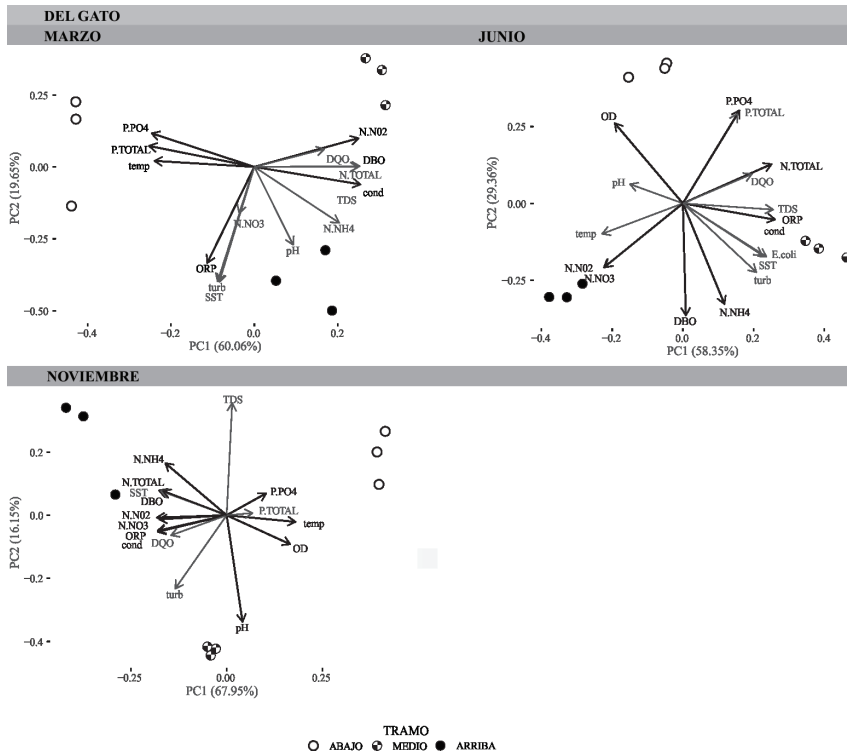 DEL GATO
MARZO
JUNIO
0.25
0.00
−0.25
−0.50
PC2 (19.65%)
−0.4
−0.2
0.0
0.2
PC1 (60.06%)
P.PO4
P.TOTAL
temp
N.N02
DQO
DBO
N.TOTAL
cond
TDS
N.NO3
N.NH4
pH
ORP
turb
SST
0.25
0.00
−0.25
PC2 (29.36%)
−0.4
−0.2
0.0
0.2
0.4
PC1 (58.35%)
P.PO4
P.TOTAL
OD
N.TOTAL
DQO
pH
TDS
ORP
cond
temp
E.coli
SST
turb
N.N02
N.NO3
N.NH4
DBO
NOVIEMBRE
0.2
0.0
−0.2
−0.4
PC2 (16.15%)
−0.25
0.00
0.25
PC1 (67.95%)
TDS
N.NH4
N.TOTAL
SST
DBO
P.PO4
N.N02
P.TOTAL
N.NO3
temp
ORP
cond
DQO
OD
turb
pH
TRAMO
ABAJO MEDIO ARRIBA